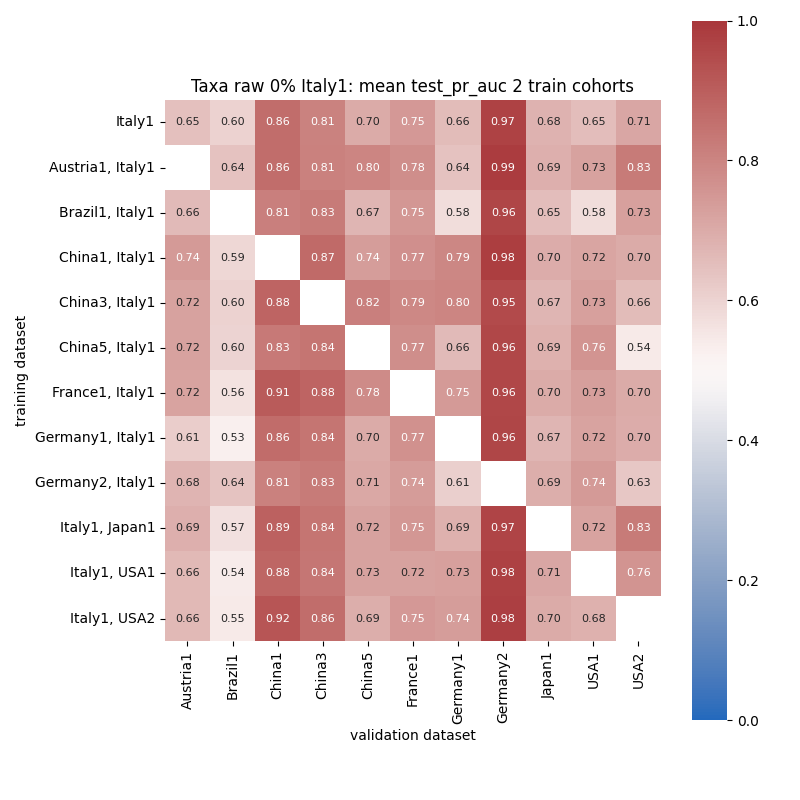 Taxa raw 0% Italy1: mean test_pr_auc 2 train cohorts
training dataset
Italy1 0.65 0.60 0.86 0.81 0.70 0.75 0.66 0.97 0.68 0.65 0.71
Austria1, Italy1 0.64 0.86 0.81 0.80 0.78 0.64 0.99 0.69 0.73 0.83
Brazil1, Italy1 0.66 0.81 0.83 0.67 0.75 0.58 0.96 0.65 0.58 0.73
China1, Italy1 0.74 0.59 0.87 0.74 0.77 0.79 0.98 0.70 0.72 0.70
China3, Italy1 0.72 0.60 0.88 0.82 0.79 0.80 0.95 0.67 0.73 0.66
China5, Italy1 0.72 0.60 0.83 0.84 0.77 0.66 0.96 0.69 0.76 0.54
France1, Italy1 0.72 0.56 0.91 0.88 0.78 0.75 0.96 0.70 0.73 0.70
Germany1, Italy1 0.61 0.53 0.86 0.84 0.70 0.77 0.96 0.67 0.72 0.70
Germany2, Italy1 0.68 0.64 0.81 0.83 0.71 0.74 0.61 0.69 0.74 0.63
Italy1, Japan1 0.69 0.57 0.89 0.84 0.72 0.75 0.69 0.97 0.72 0.83
Italy1, USA1 0.66 0.54 0.88 0.84 0.73 0.72 0.73 0.98 0.71 0.76
Italy1, USA2 0.66 0.55 0.92 0.86 0.69 0.75 0.74 0.98 0.70 0.68
Austria1 Brazil1 China1 China3 China5 France1 Germany1 Germany2 Japan1 USA1 USA2
validation dataset
1.0
0.8
0.6
0.4
0.2
0.0